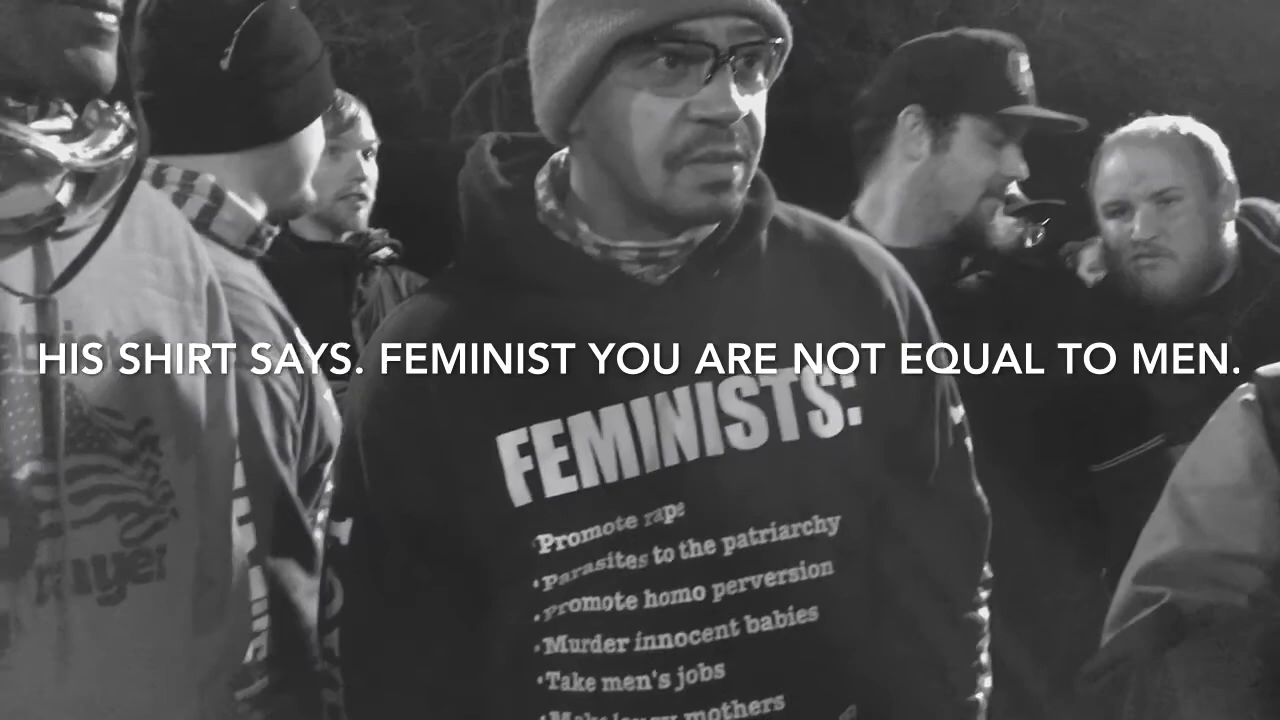 HIS SHIRT SAYS. FEMINIST YOU ARE NOT EQUAL TO MEN.
FEMINISTS:
•Promote rape
•Parasites to the patriarchy
•Promote homo perversion
•Murder innocent babies
•Take men's jobs
mothers